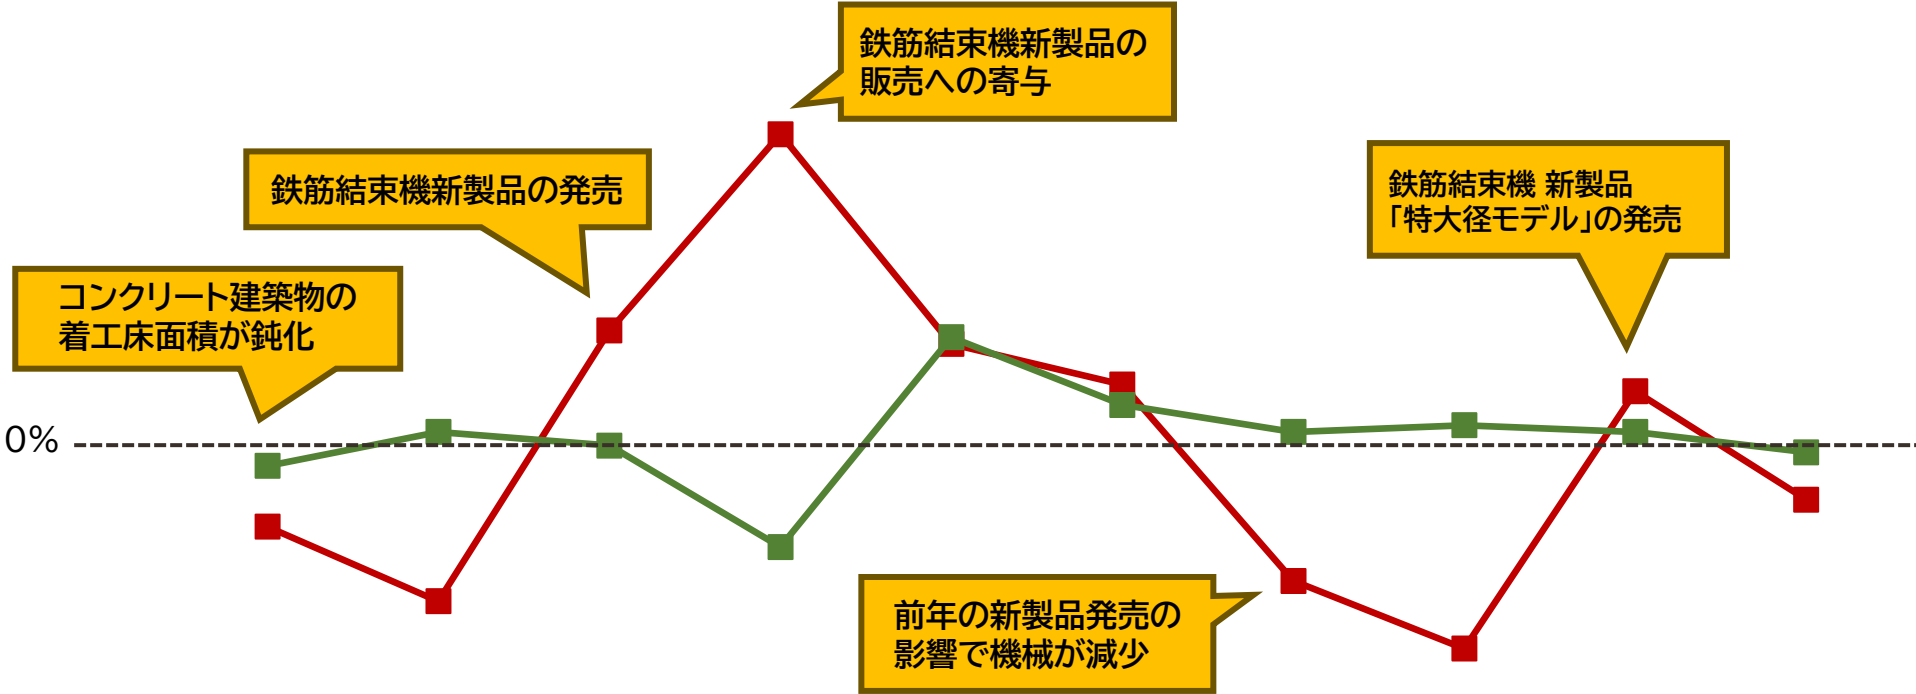 鉄筋結束機新製品の
販売への寄与
鉄筋結束機新製品の発売
鉄筋結束機 新製品
「特大径モデル」の発売
コンクリート建築物の
着工床面積が鈍化
0%
前年の新製品発売の
影響で機械が減少